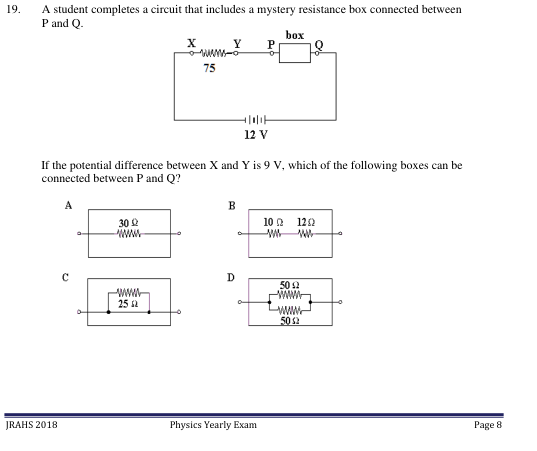 19. A student completes a circuit that includes a mystery resistance box connected between
P and Q.
box
X Y P Q
75
12 V
If the potential difference between X and Y is 9 V, which of the following boxes can be
connected between P and Q?
A B
30 Ω 10 Ω 12Ω
C D
25 Ω 50 Ω
50 Ω
JRAHS 2018 Physics Yearly Exam Page 8